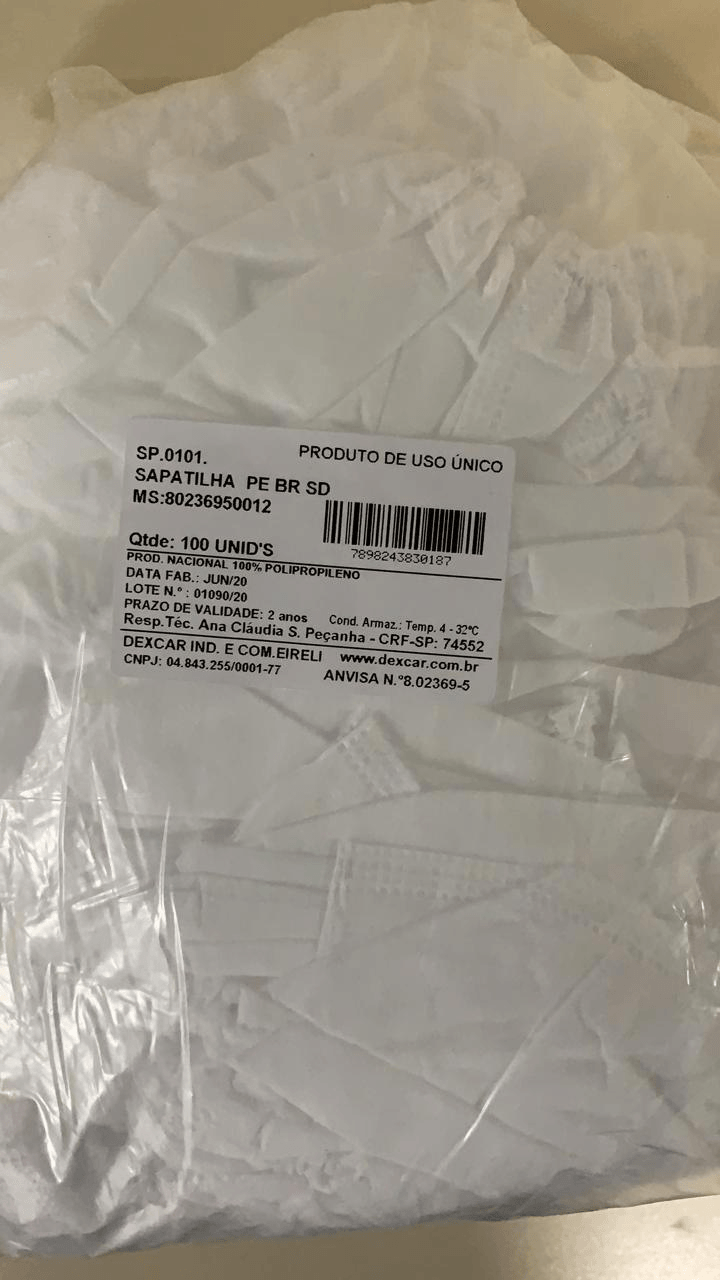 SP.0101. PRODUTO DE USO ÚNICO
SAPATILHA PE BR SD
MS:80236950012
7898243830187
Qtde: 100 UNID'S
PROD. NACIONAL 100% POLIPROPILENO
DATA FAB.: JUN/20
LOTE N.º : 01090/20
PRAZO DE VALIDADE: 2 anos Cond. Armaz.: Temp. 4 - 32ºC
Resp.Téc. Ana Cláudia S. Peçanha - CRF-SP: 74552
DEXCAR IND. E COM.EIRELI www.dexcar.com.br
CNPJ: 04.843.255/0001-77 ANVISA N.º8.02369-5